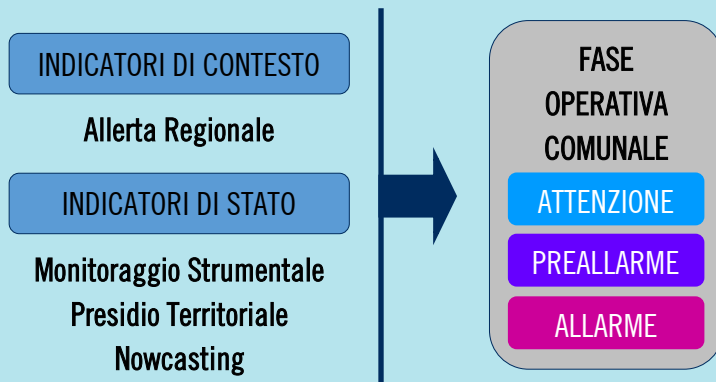 INDICATORI DI CONTESTO
Allerta Regionale
INDICATORI DI STATO
Monitoraggio Strumentale
Presidio Territoriale
Nowcasting
FASE
OPERATIVA
COMUNALE
ATTENZIONE
PREALLARME
ALLARME